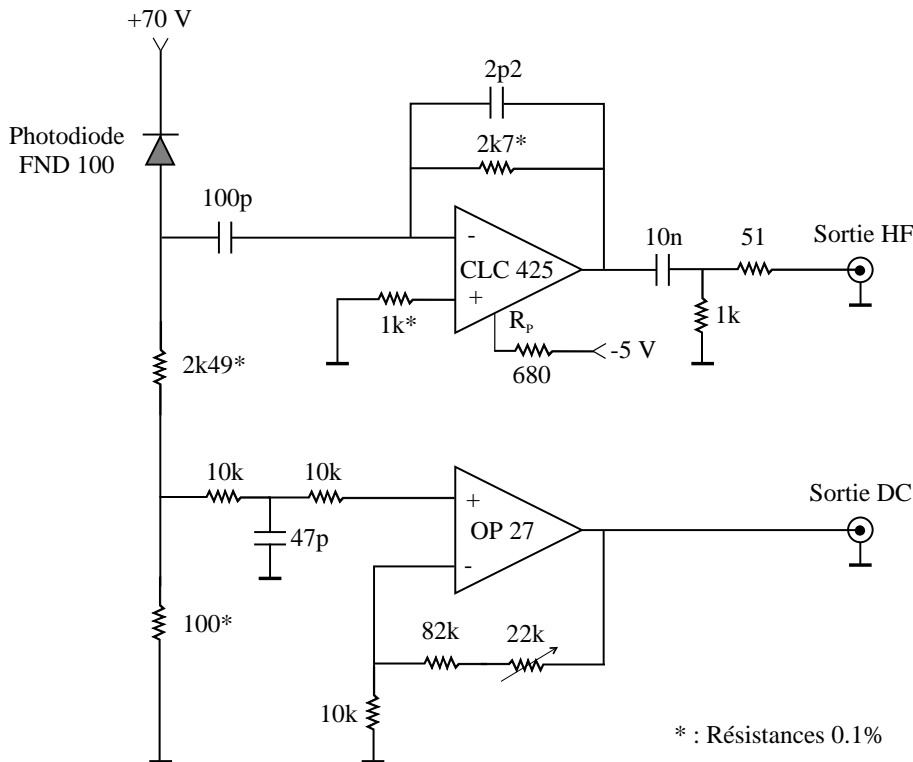 +70 V
2p2
Photodiode
FND 100
2k7*
100p
-
CLC 425
+
10n
51
Sortie HF
1k*
R_P
1k
-5 V
680
2k49*
10k
10k
Sortie DC
+
OP 27
-
47p
100*
82k
22k
10k
* : Résistances 0.1%